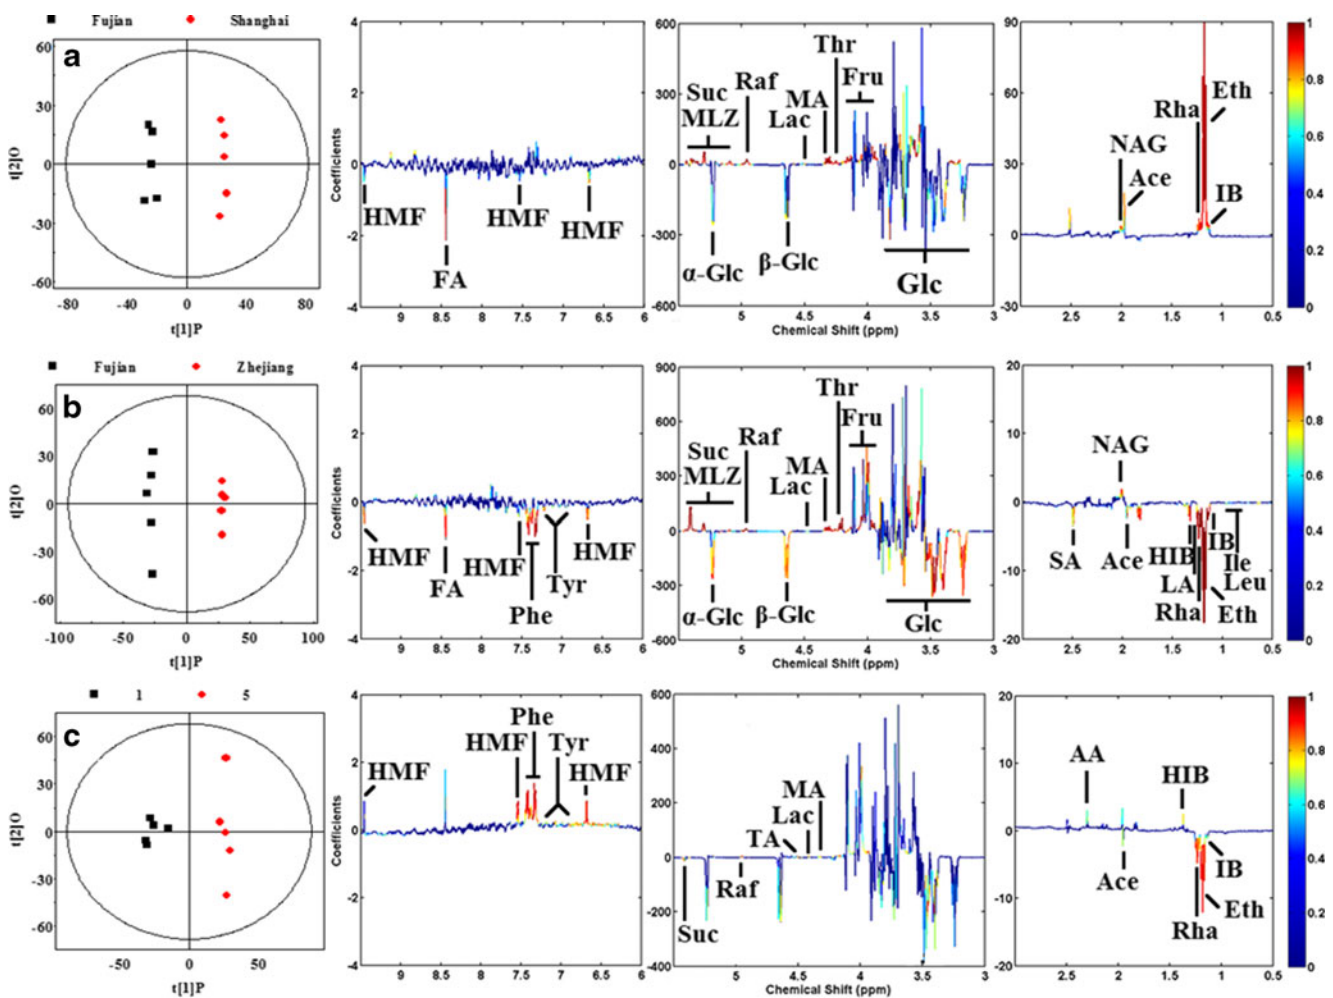 Fujian Shanghai
a
t[2]O
60
30
0
-30
-60
-80 -40 0 40 80
t[1]P
Coefficients
4
2
0
-2
-4
HMF
FA
HMF
HMF
9 8.5 7.5 7 6.5 6
600
300
0
-300
-600
Suc
MLZ
Raf
Lac
MA
Thr
Fru
α-Glc
β-Glc
Glc
5 4.5 4 3.5 3
Chemical Shift (ppm)
90
60
30
0
-30
NAG
Ace
Rha
Eth
IB
2.5 2 1.5 1 0.5
1
0.8
0.6
0.4
0.2
0
Fujian Zhejiang
b
t[2]O
60
30
0
-30
-60
-100 -50 0 50 100
t[1]P
Coefficients
4
2
0
-2
-4
HMF
FA
HMF
Phe
Tyr
HMF
9.5 9 8.5 7.5 7 6.5 6
900
600
300
0
-300
-600
Suc
MLZ
Raf
Lac
MA
Thr
Fru
α-Glc
β-Glc
Glc
5 4.5 4 3.5 3
Chemical Shift (ppm)
20
10
0
-10
-20
NAG
SA
Ace
HIB
LA
Rha
IB
Ile
Leu
Eth
2.5 2 1.5 1 0.5
1
0.8
0.6
0.4
0.2
0
1 5
c
t[2]O
60
30
0
-30
-60
-50 0 50
t[1]P
Coefficients
4
2
0
-2
-4
HMF
HMF
Phe
Tyr
HMF
9 8.5 7.5 7 6.5 6
600
400
200
0
-200
-400
Suc
Raf
TA
Lac
MA
5 4.5 4 3.5 3
Chemical Shift (ppm)
20
10
0
-10
-20
AA
Ace
HIB
IB
Eth
Rha
2.5 2 1.5 1 0.5
1
0.8
0.6
0.4
0.2
0